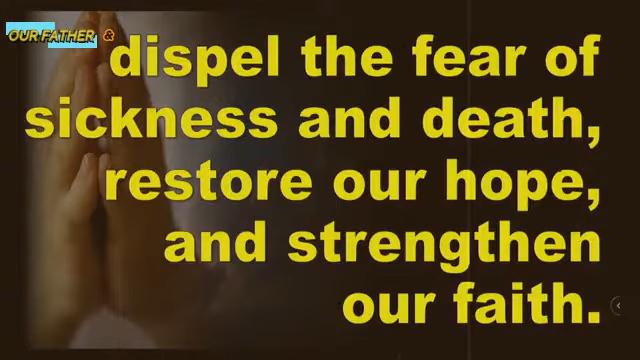 OUR FATHER &
dispel the fear of
sickness and death,
restore our hope,
and strengthen
our faith.